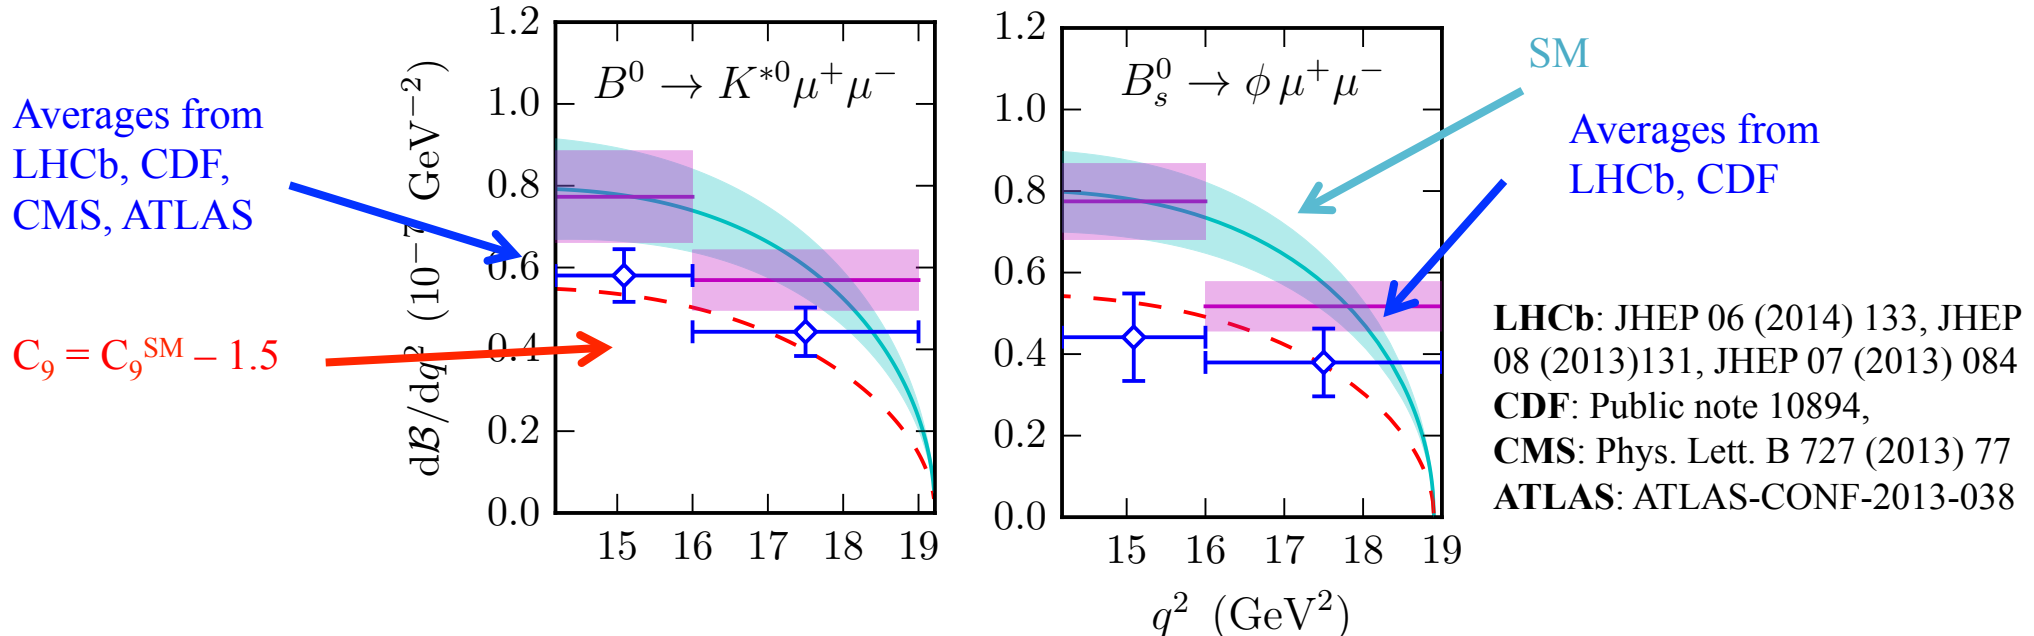 Averages from
LHCb, CDF,
CMS, ATLAS
C₉ = C₉ˢᴹ – 1.5
dℬ/dq² (10⁻⁷ GeV⁻²)
1.2
1.0
0.8
0.6
0.4
0.2
0.0
B⁰ → K*⁰μ⁺μ⁻
15 16 17 18 19
1.2
1.0
0.8
0.6
0.4
0.2
0.0
B⁰ₛ → ϕ μ⁺μ⁻
15 16 17 18 19
q² (GeV²)
SM
Averages from
LHCb, CDF
LHCb: JHEP 06 (2014) 133, JHEP
08 (2013)131, JHEP 07 (2013) 084
CDF: Public note 10894,
CMS: Phys. Lett. B 727 (2013) 77
ATLAS: ATLAS-CONF-2013-038